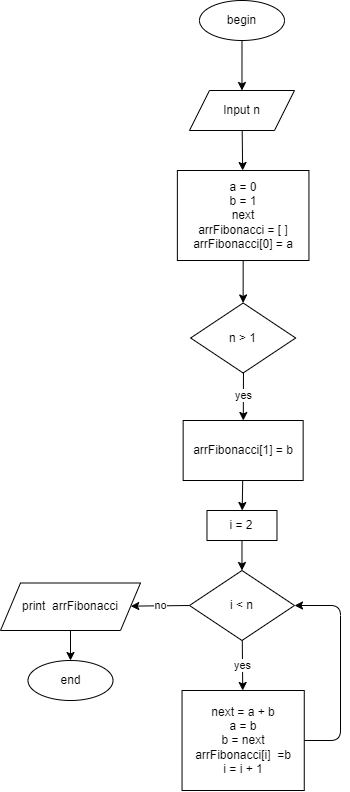 begin
Input n
a = 0
b = 1
next
arrFibonacci = [ ]
arrFibonacci[0] = a
n > 1
yes
arrFibonacci[1] = b
i = 2
i < n
no
print  arrFibonacci
end
yes
next = a + b
a = b
b = next
arrFibonacci[i]  =b
i = i + 1